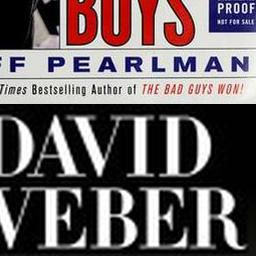 BOYS
PROOF
NOT FOR SALE
FF PEARLMAN
Times Bestselling Author of THE BAD GUYS WON!
DAVID
WEBER